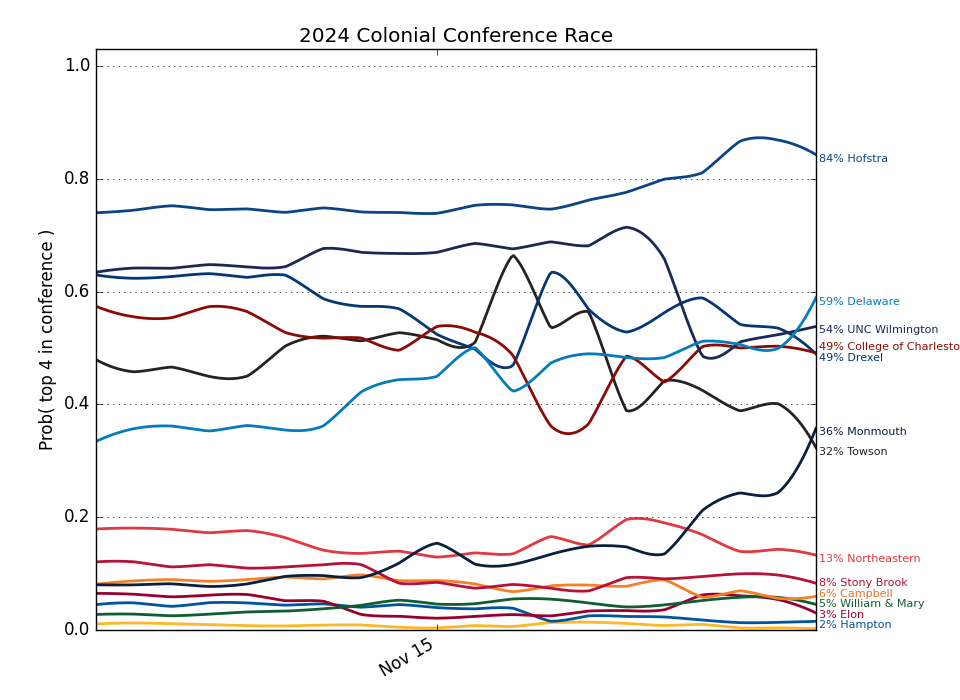 2024 Colonial Conference Race
Prob( top 4 in conference )
1.0
0.8
0.6
0.4
0.2
0.0
Nov 15
84% Hofstra
59% Delaware
54% UNC Wilmington
49% College of Charlesto
49% Drexel
36% Monmouth
32% Towson
13% Northeastern
8% Stony Brook
6% Campbell
5% William & Mary
3% Elon
2% Hampton